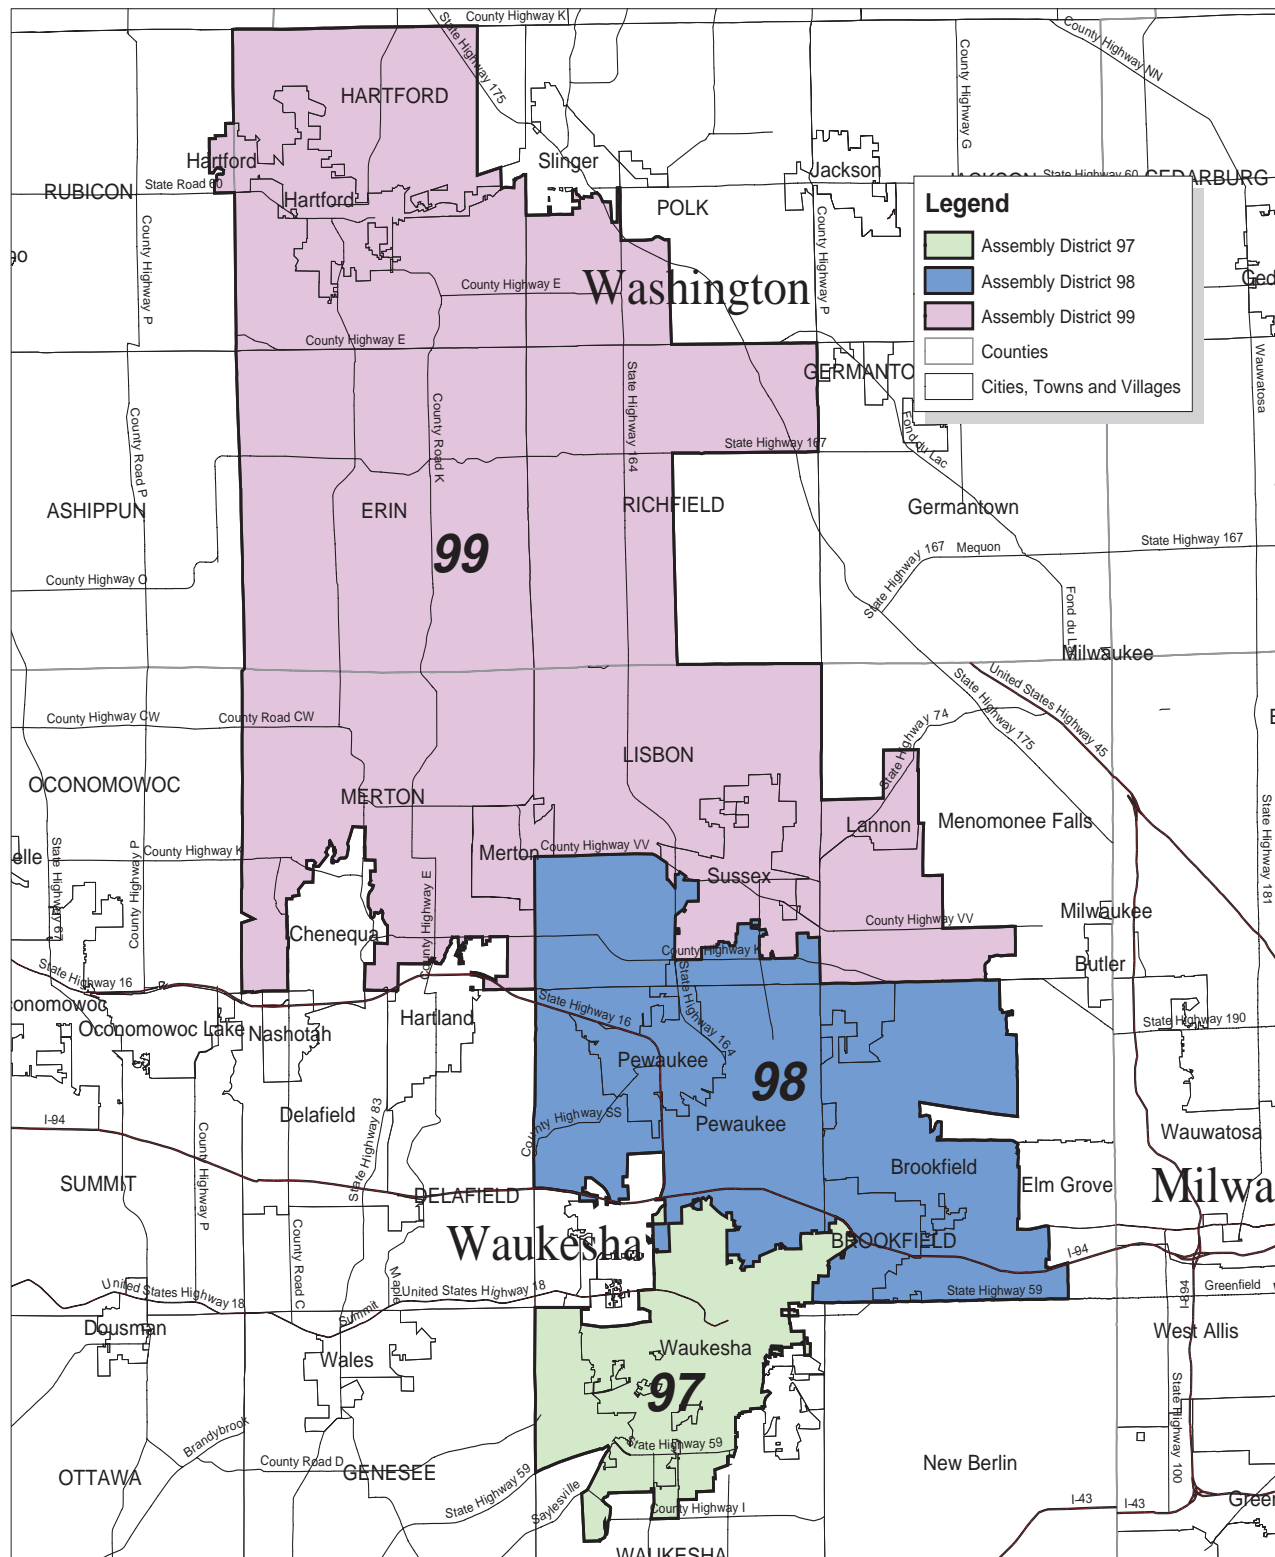 County Highway K
State Highway 175
County Highway NN
County Highway G
HARTFORD
Hartford
Slinger
Jackson
RUBICON
State Road 60
Hartford
POLK
State Highway 60
CEDARBURG
Legend
Assembly District 97
Assembly District 98
Assembly District 99
Counties
Cities, Towns and Villages
County Highway P
County Highway P
County Highway E
Washington
County Highway E
GERMANTO
Wauwatosa
State Highway 164
County Road K
County Road P
State Highway 167
Fond du Lac
ASHIPPUN
ERIN
RICHFIELD
Germantown
99
State Highway 167
Mequon
State Highway 167
County Highway O
Fond du La
Milwaukee
United States Highway 45
State Highway 175
State Highway 74
County Highway CW
County Road CW
LISBON
OCONOMOWOC
MERTON
Lannon
Menomonee Falls
State Highway 181
elle
State Highway 67
County Highway P
County Highway K
Merton
County Highway VV
Sussex
County Highway E
County Highway VV
Milwaukee
Chenequa
County Highway K
Butler
State Highway 16
conomowoc
Oconomowoc Lake
Nashotah
Hartland
State Highway 16
State Highway 164
State Highway 190
Pewaukee
98
I-94
Delafield
State Highway 83
County Highway SS
Pewaukee
Wauwatosa
County Highway P
Brookfield
SUMMIT
DELAFIELD
Elm Grove
Milwa
County Road C
Waukesha
BROOKFIELD
I-94
United States Highway 18
Maple
United States Highway 18
State Highway 59
I-894
Greenfield
Summit
Dousman
Wales
Waukesha
West Allis
97
State Highway 100
Brandybrook
County Road D
GENESEE
State Highway 59
State Highway 59
OTTAWA
New Berlin
Saylesville
County Highway I
I-43
I-43
Green
WAUKESHA